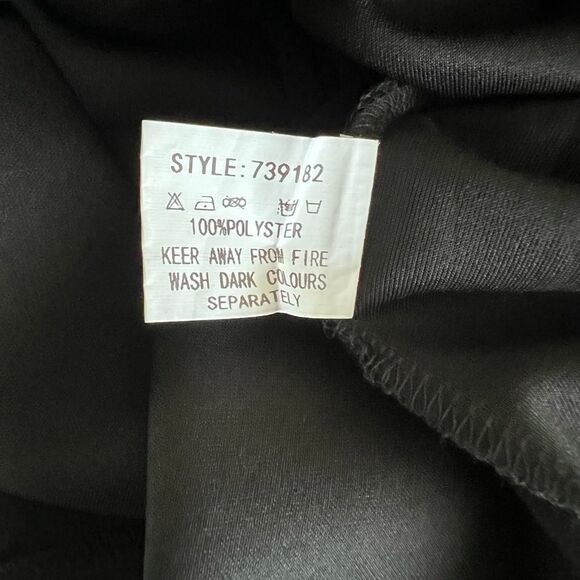 STYLE:739182
100%POLYSTER
KEER AWAY FROM FIRE
WASH DARK COLOURS
SEPARATELY